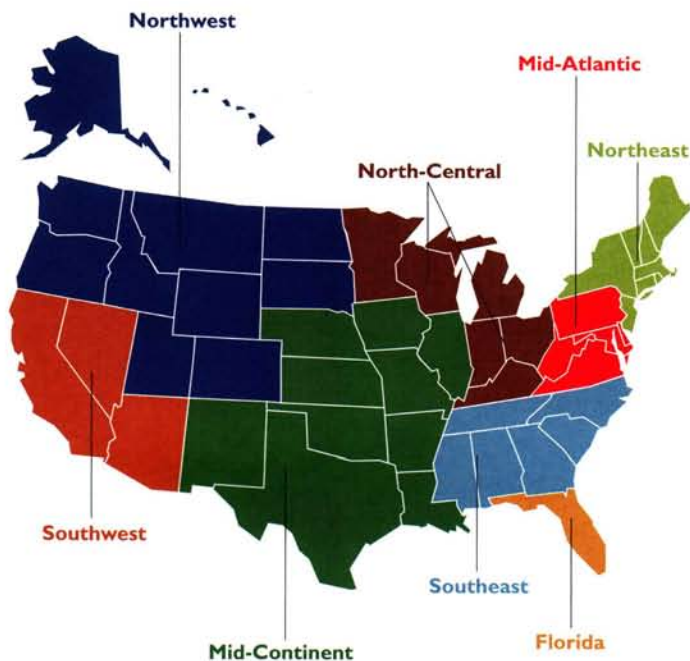 Northwest
Mid-Atlantic
Northeast
North-Central
Southwest
Southeast
Florida
Mid-Continent